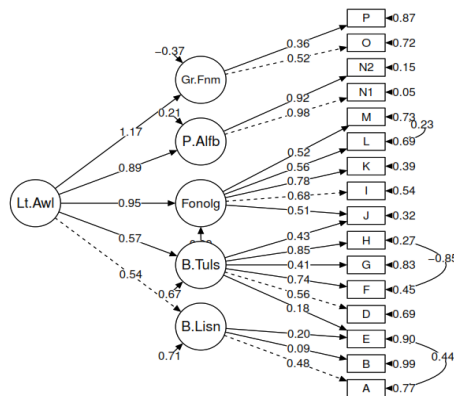 P 0.87
−0.37 0.36 O 0.72
Gr.Fnm 0.52 N2 0.15
0.21 0.92 N1 0.05
1.17 P.Alfb 0.98 M 0.73
0.23
0.89 0.52 L 0.69
0.56 K 0.39
0.78
Lt.Awl 0.95 Fonolg 0.68 I 0.54
0.51 J 0.32
0.57 0.43 H 0.27
0.85
B.Tuls 0.41 G 0.83 −0.85
0.54 0.74 F 0.45
0.67 0.56 D 0.69
0.18
B.Lisn 0.20 E 0.90
0.09 B 0.99 0.44
0.71 0.48 A 0.77